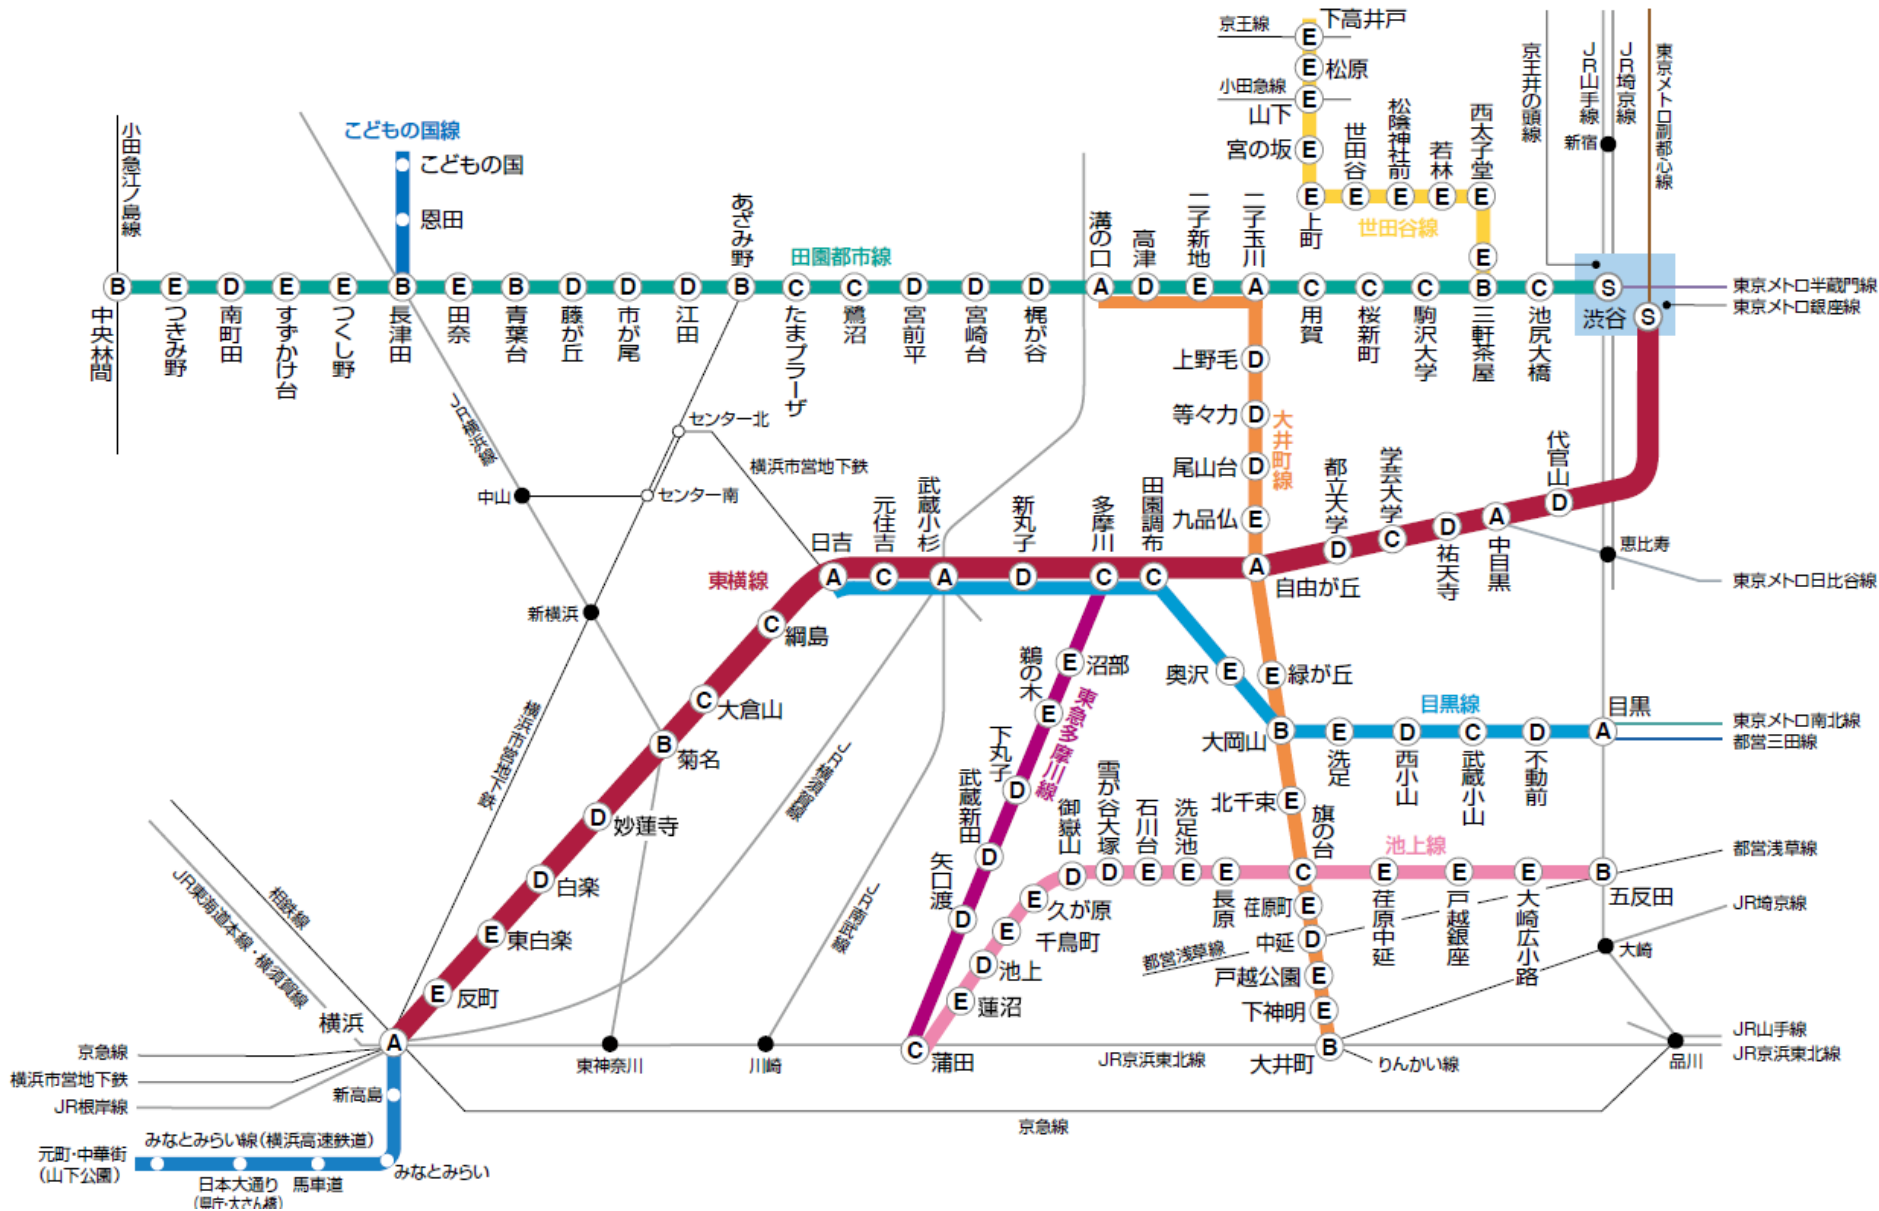 京王線
下高井戸
E
E
松原
小田急線
E
山下
宮の坂
E
E
上町
E
世田谷
E
松陰神社前
E
若林
E
西太子堂
E
世田谷線
京王井の頭線
JR山手線
JR埼京線
東京メトロ副都心線
新宿
小田急江ノ島線
こどもの国線
こどもの国
恩田
田園都市線
B
中央林間
E
つきみ野
D
南町田
E
すずかけ台
E
つくし野
B
長津田
E
田奈
B
青葉台
D
藤が丘
D
市が尾
D
江田
B
あざみ野
C
たまプラーザ
C
鷺沼
D
宮前平
D
宮崎台
D
梶が谷
A
溝の口
D
高津
E
二子新地
A
二子玉川
C
用賀
C
桜新町
C
駒沢大学
B
三軒茶屋
C
池尻大橋
S
渋谷
S
東京メトロ半蔵門線
東京メトロ銀座線
D
上野毛
D
等々力
D
尾山台
E
九品仏
大井町線
JR横浜線
センター北
センター南
中山
横浜市営地下鉄
新横浜
横浜市営地下鉄
東横線
A
日吉
C
元住吉
A
武蔵小杉
D
新丸子
C
多摩川
C
田園調布
A
自由が丘
D
都立大学
C
学芸大学
D
祐天寺
A
中目黒
D
代官山
恵比寿
東京メトロ日比谷線
C
綱島
C
大倉山
B
菊名
D
妙蓮寺
D
白楽
E
東白楽
E
反町
A
横浜
E
沼部
E
鵜の木
D
下丸子
D
武蔵新田
D
矢口渡
C
蒲田
東急多摩川線
E
奥沢
E
緑が丘
B
大岡山
E
洗足
D
西小山
C
武蔵小山
D
不動前
A
目黒
目黒線
東京メトロ南北線
都営三田線
E
北千束
C
旗の台
E
荏原町
D
中延
E
戸越公園
E
下神明
B
大井町
池上線
B
五反田
E
大崎広小路
E
戸越銀座
E
荏原中延
E
長原
E
洗足池
E
石川台
D
雪が谷大塚
D
御嶽山
E
久が原
E
千鳥町
D
池上
E
蓮沼
都営浅草線
都営浅草線
JR埼京線
大崎
JR山手線
JR京浜東北線
品川
りんかい線
JR京浜東北線
京急線
JR横須賀線
JR南武線
東神奈川
川崎
相鉄線
JR東海道本線・横須賀線
京急線
横浜市営地下鉄
JR根岸線
新高島
みなとみらい線(横浜高速鉄道)
元町・中華街
(山下公園)
日本大通り
(県庁・大さん橋)
馬車道
みなとみらい